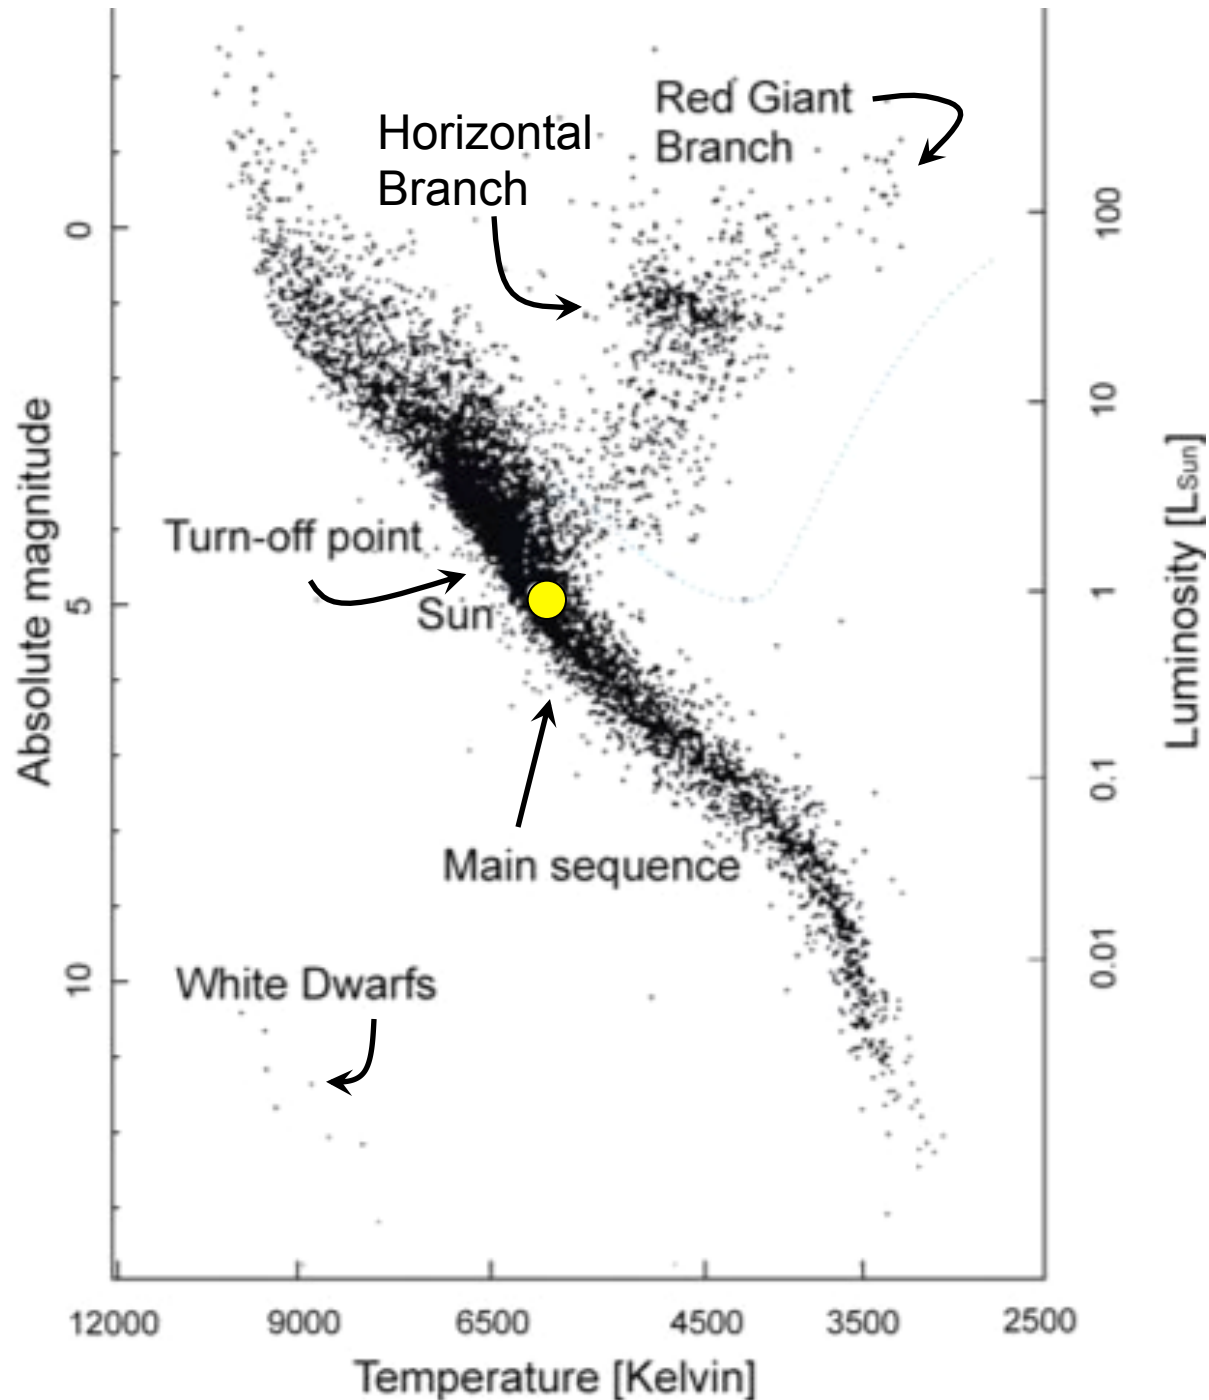 Red Giant
Branch
Horizontal
Branch
0
100
10
Absolute magnitude
Luminosity [LSun]
Turn-off point
5
1
Sun
0.1
Main sequence
0.01
10
White Dwarfs
12000 9000 6500 4500 3500 2500
Temperature [Kelvin]